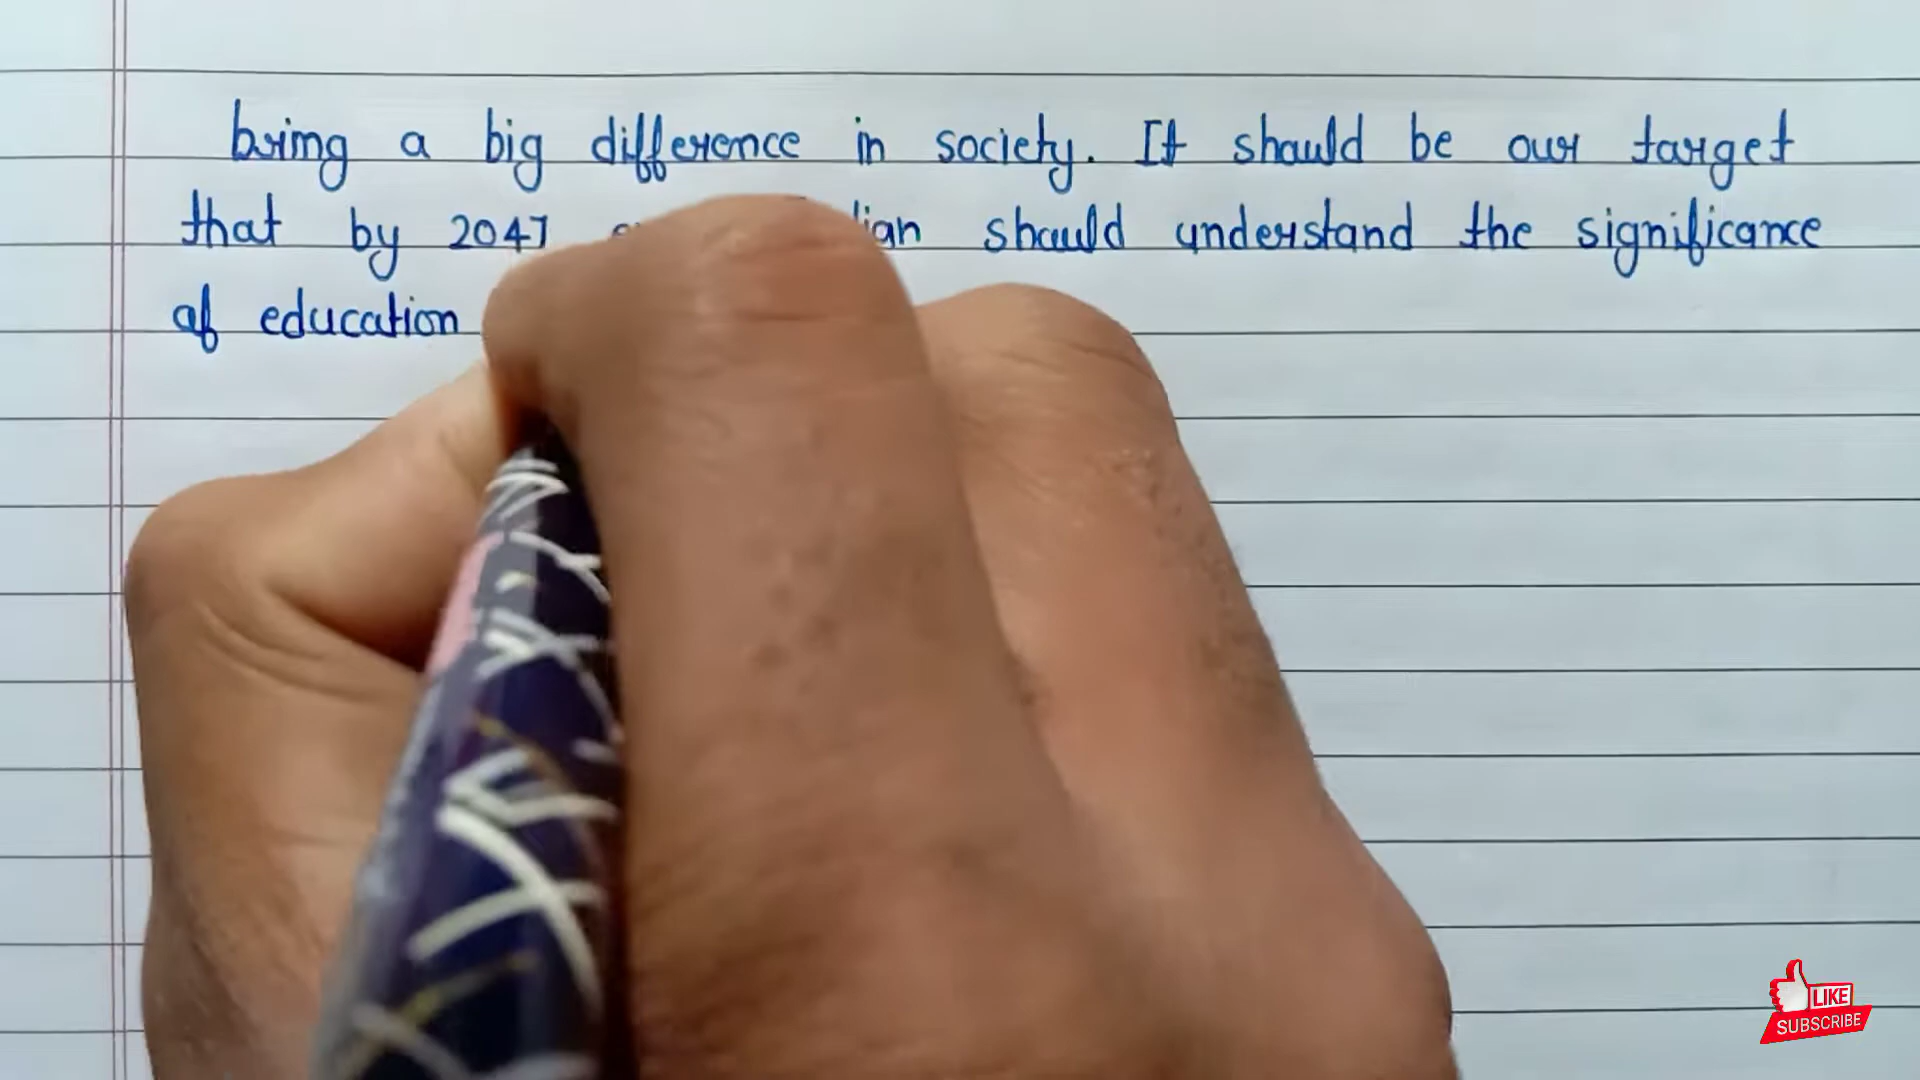 bring a big difference in society. It should be our target
that by 2047 should understand the significance
of education
LIKE
SUBSCRIBE